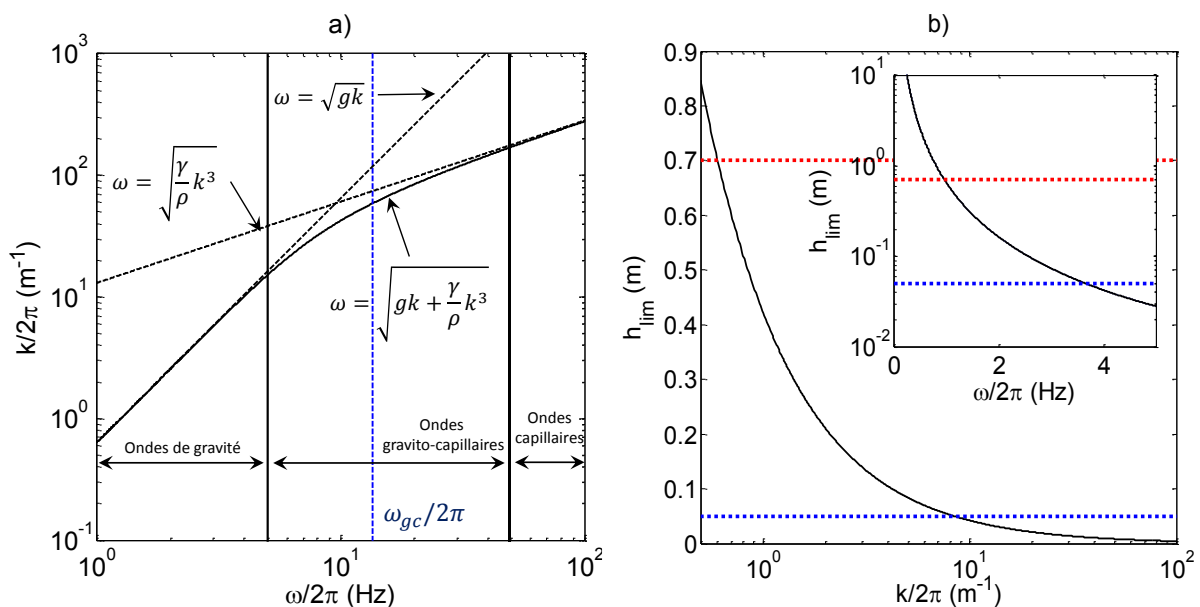 a)
10^3
10^2
10^1
10^0
10^-1
k/2π (m^-1)
ω = √gk
ω = √(γ/ρ k^3)
ω = √(gk + γ/ρ k^3)
Ondes de gravité
Ondes
gravito-capillaires
Ondes
capillaires
ω_gc/2π
10^0
10^1
10^2
ω/2π (Hz)
b)
0.9
0.8
0.7
0.6
0.5
0.4
0.3
0.2
0.1
0
h_lim (m)
10^0
10^1
10^2
k/2π (m^-1)
10^1
10^0
10^-1
10^-2
h_lim (m)
0
2
4
ω/2π (Hz)